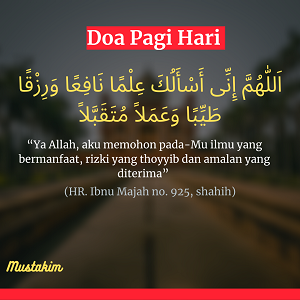 Doa Pagi Hari
اَللّٰهُمَّ إِنِّى أَسْأَلُكَ عِلْمًا نَافِعًا وَرِزْقًا
طَيِّبًا وَعَمَلاً مُتَقَبَّلاً
“Ya Allah, aku memohon pada-Mu ilmu yang
bermanfaat, rizki yang thoyyib dan amalan yang
diterima”
(HR. Ibnu Majah no. 925, shahih)
Mustakim